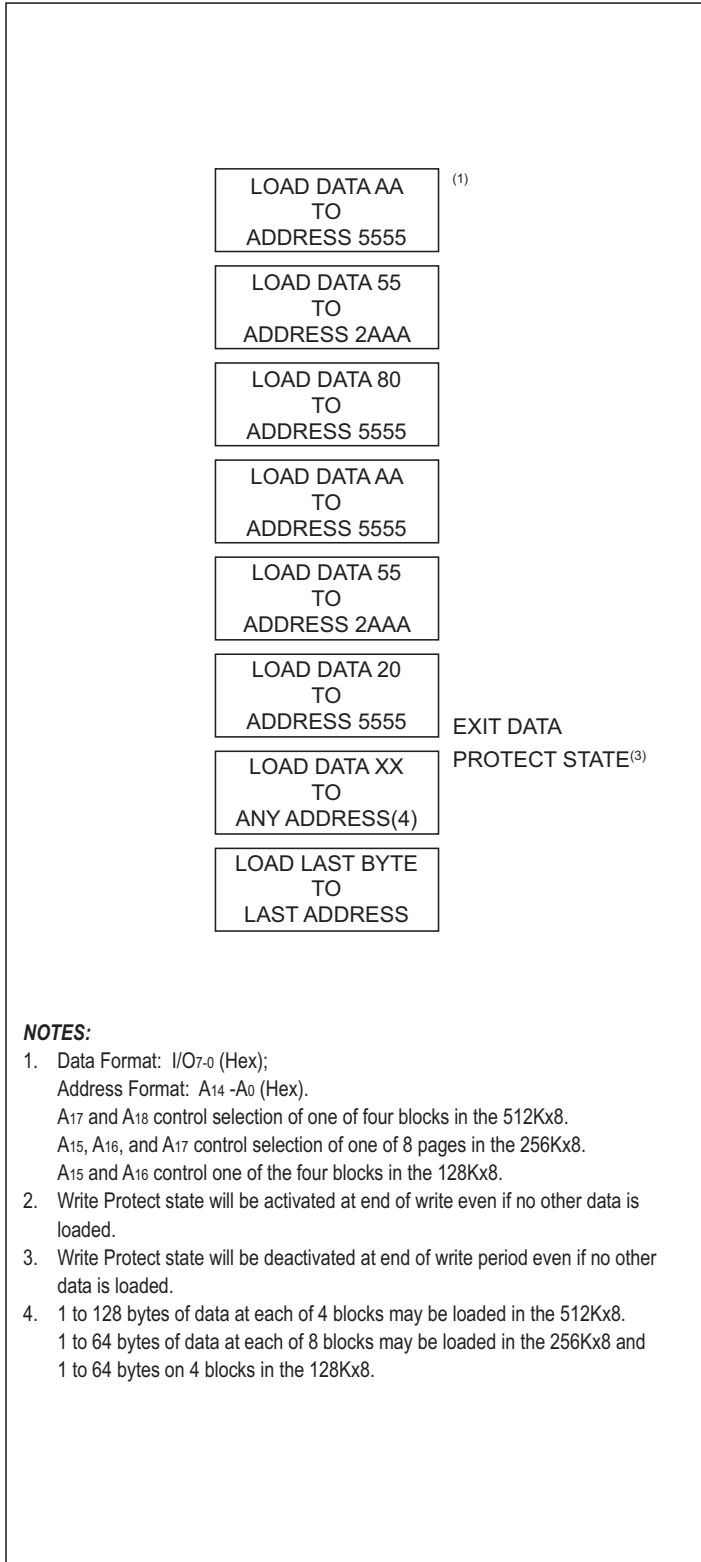 LOAD DATA AA
TO
ADDRESS 5555
(1)
LOAD DATA 55
TO
ADDRESS 2AAA
LOAD DATA 80
TO
ADDRESS 5555
LOAD DATA AA
TO
ADDRESS 5555
LOAD DATA 55
TO
ADDRESS 2AAA
LOAD DATA 20
TO
ADDRESS 5555
EXIT DATA
PROTECT STATE(3)
LOAD DATA XX
TO
ANY ADDRESS(4)
LOAD LAST BYTE
TO
LAST ADDRESS
NOTES:
1. Data Format: I/O7-0 (Hex);
Address Format: A14 -A0 (Hex).
A17 and A18 control selection of one of four blocks in the 512Kx8.
A15, A16, and A17 control selection of one of 8 pages in the 256Kx8.
A15 and A16 control one of the four blocks in the 128Kx8.
2. Write Protect state will be activated at end of write even if no other data is
loaded.
3. Write Protect state will be deactivated at end of write period even if no other
data is loaded.
4. 1 to 128 bytes of data at each of 4 blocks may be loaded in the 512Kx8.
1 to 64 bytes of data at each of 8 blocks may be loaded in the 256Kx8 and
1 to 64 bytes on 4 blocks in the 128Kx8.